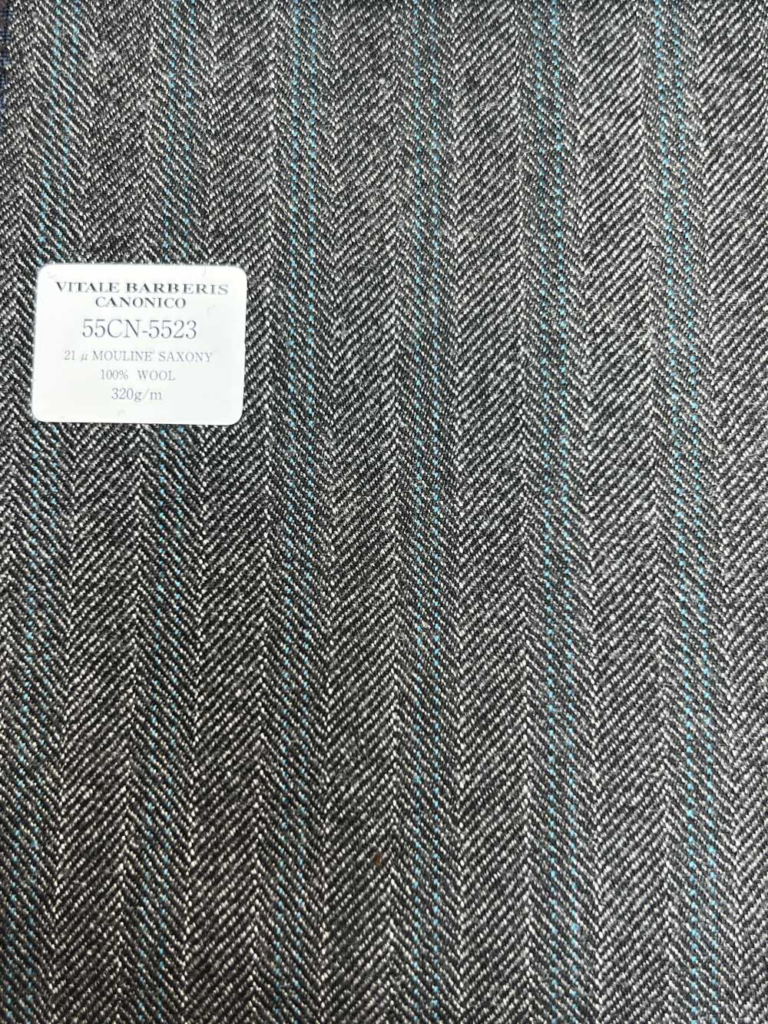 VITALE BARBERIS
CANONICO
55CN-5523
21 μ MOULINE' SAXONY
100% WOOL
320g/m